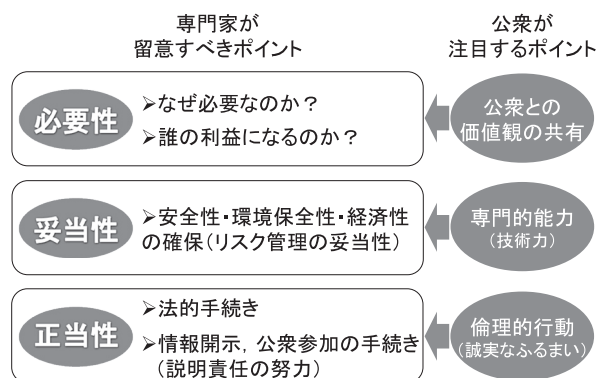 専門家が
留意すべきポイント
公衆が
注目するポイント
必要性
➢なぜ必要なのか？
➢誰の利益になるのか？
公衆との
価値観の共有
妥当性
➢安全性・環境保全性・経済性
の確保(リスク管理の妥当性)
専門的能力
(技術力)
正当性
➢法的手続き
➢情報開示，公衆参加の手続き
(説明責任の努力)
倫理的行動
(誠実なふるまい)